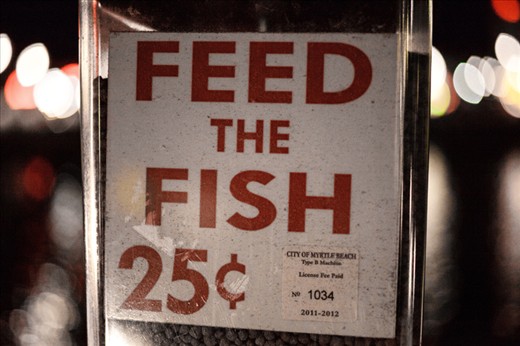 FEED
THE
FISH
25¢
CITY OF MYRTLE BEACH
Type B Machine
License Fee Paid
Nº 1034
2011-2012